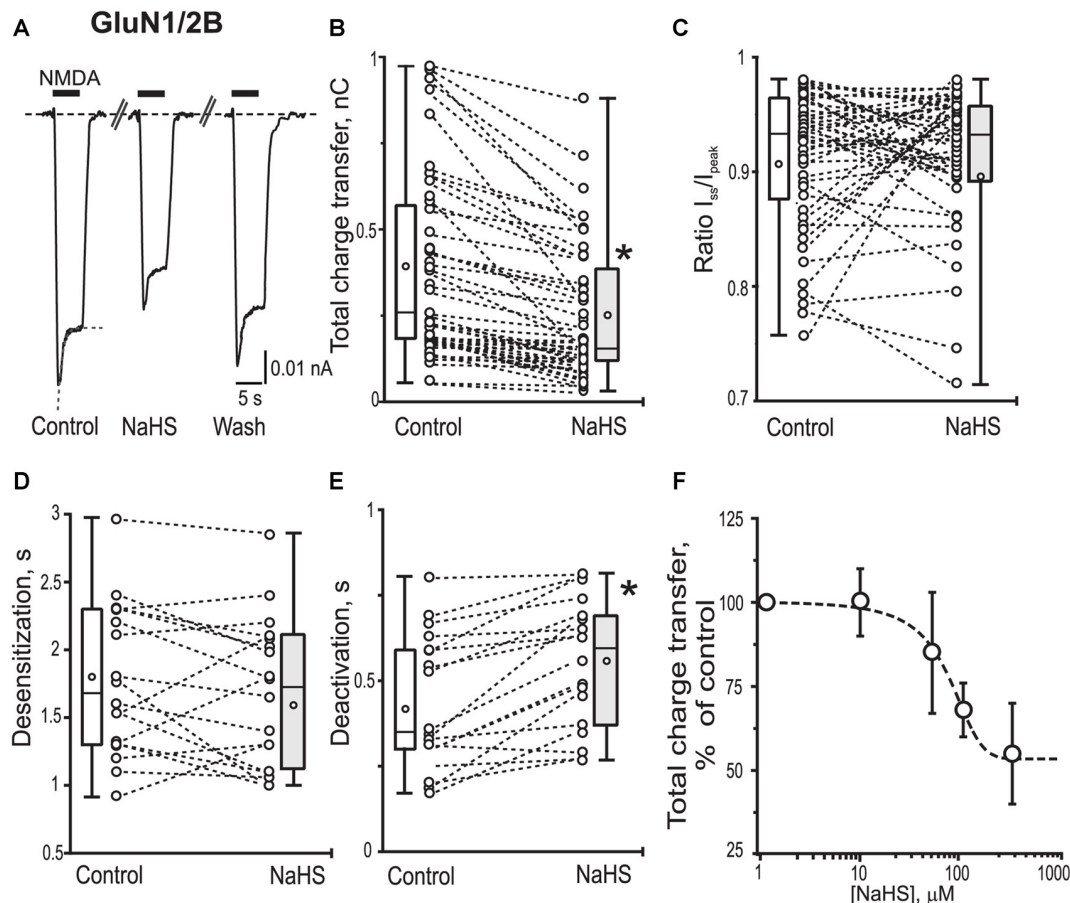 GluN1/2B
A
NMDA
0.01 nA
5 s
Control NaHS Wash
B
Total charge transfer, nC
1
0.5
0
Control NaHS
*
C
Ratio Iss/Ipeak
1
0.9
0.8
0.7
Control NaHS
D
Desensitization, s
3
2.5
2
1.5
1
0.5
Control NaHS
E
Deactivation, s
1
0.5
0
Control NaHS
*
F
Total charge transfer,
% of control
125
100
75
50
25
1 10 100 1000
[NaHS], µM